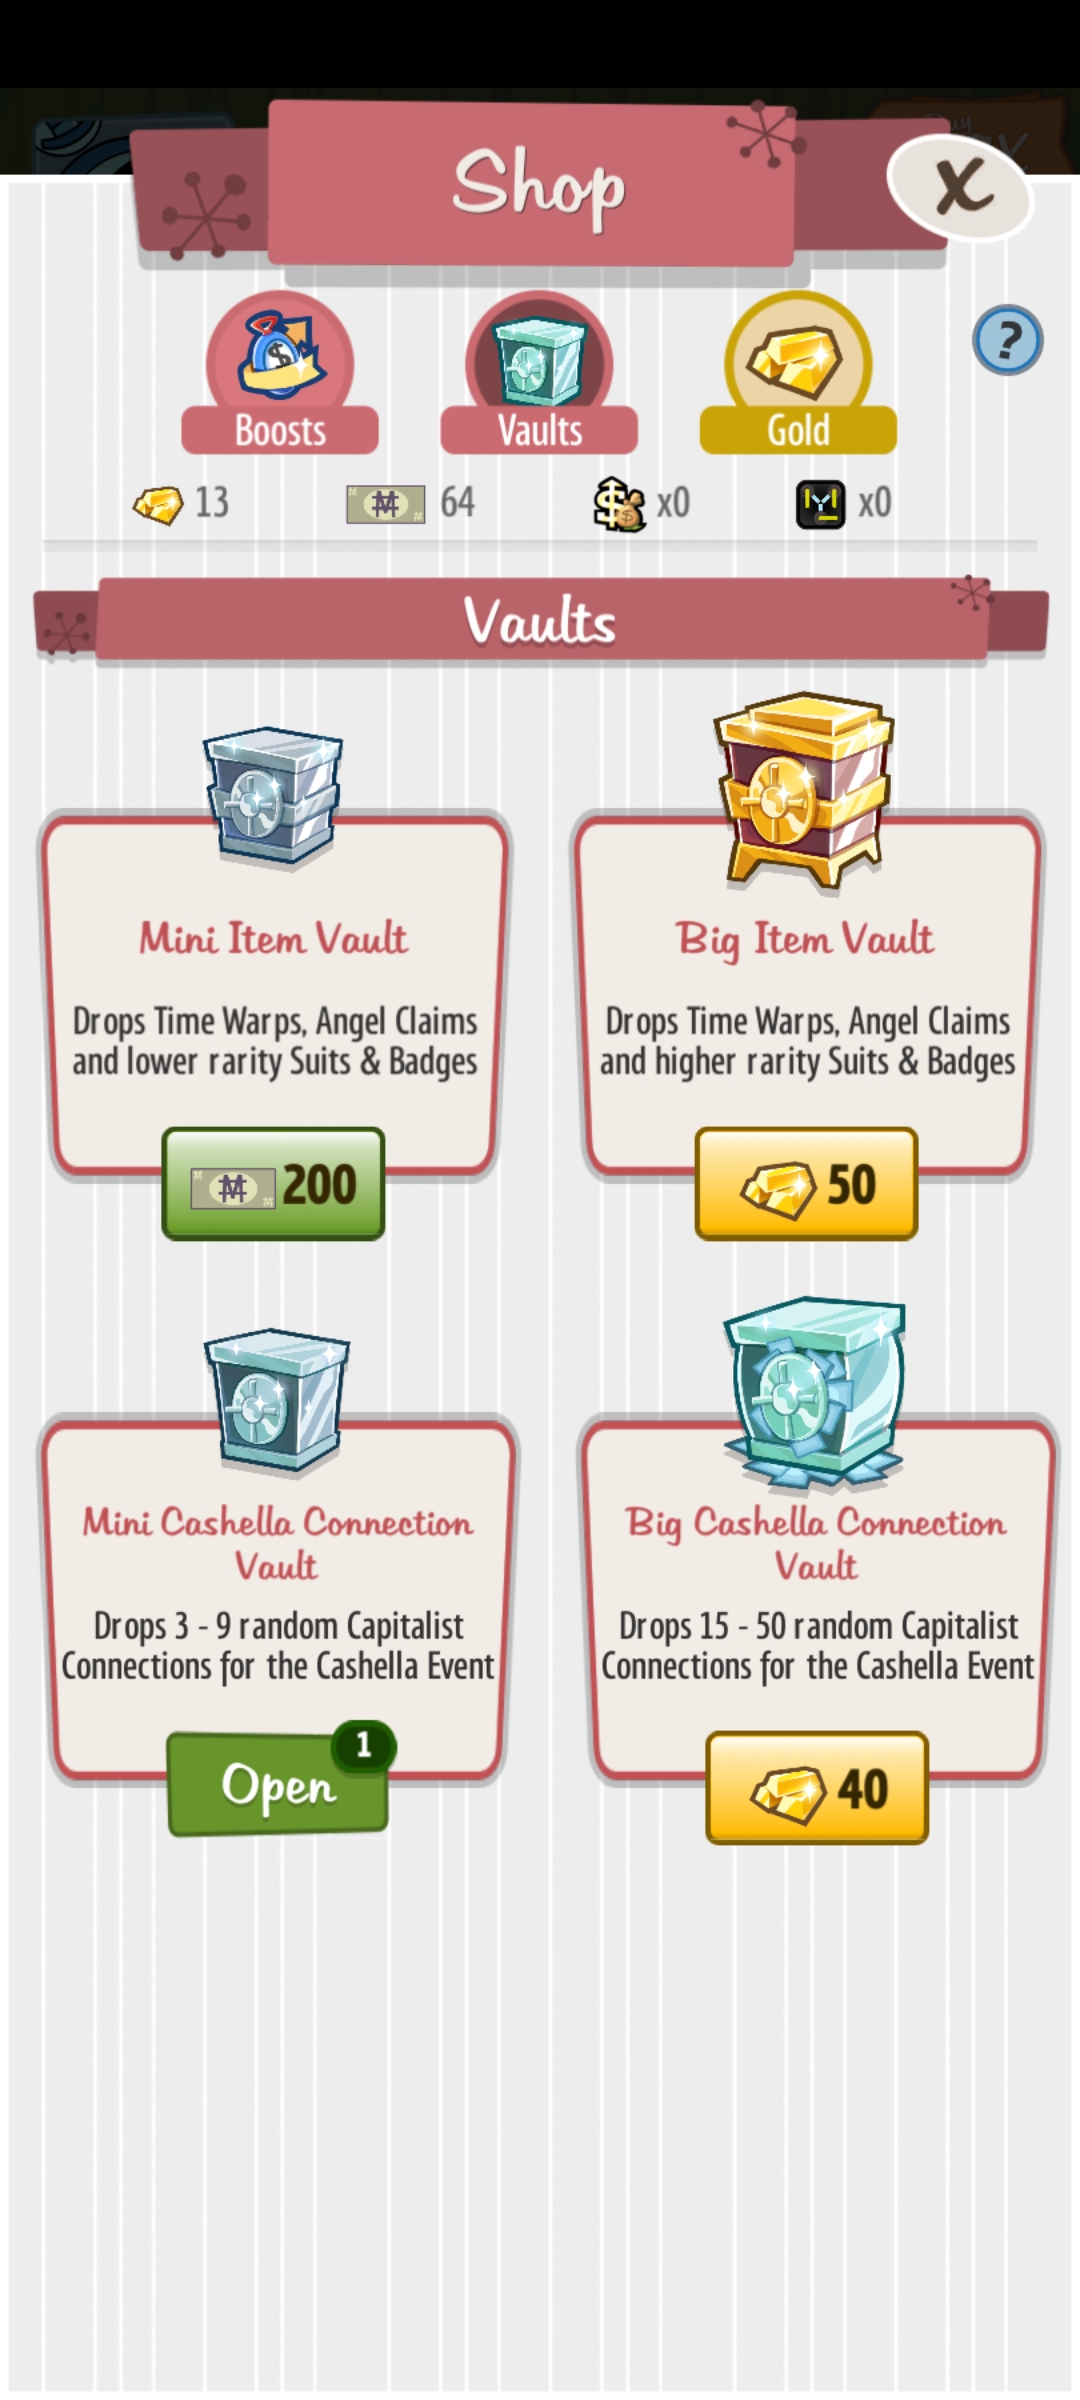 Shop
X
?
Boosts
Vaults
Gold
13
64
x0
x0
Vaults
Mini Item Vault
Drops Time Warps, Angel Claims
and lower rarity Suits & Badges
200
Big Item Vault
Drops Time Warps, Angel Claims
and higher rarity Suits & Badges
50
Mini Cashella Connection
Vault
Drops 3 - 9 random Capitalist
Connections for the Cashella Event
1
Open
Big Cashella Connection
Vault
Drops 15 - 50 random Capitalist
Connections for the Cashella Event
40